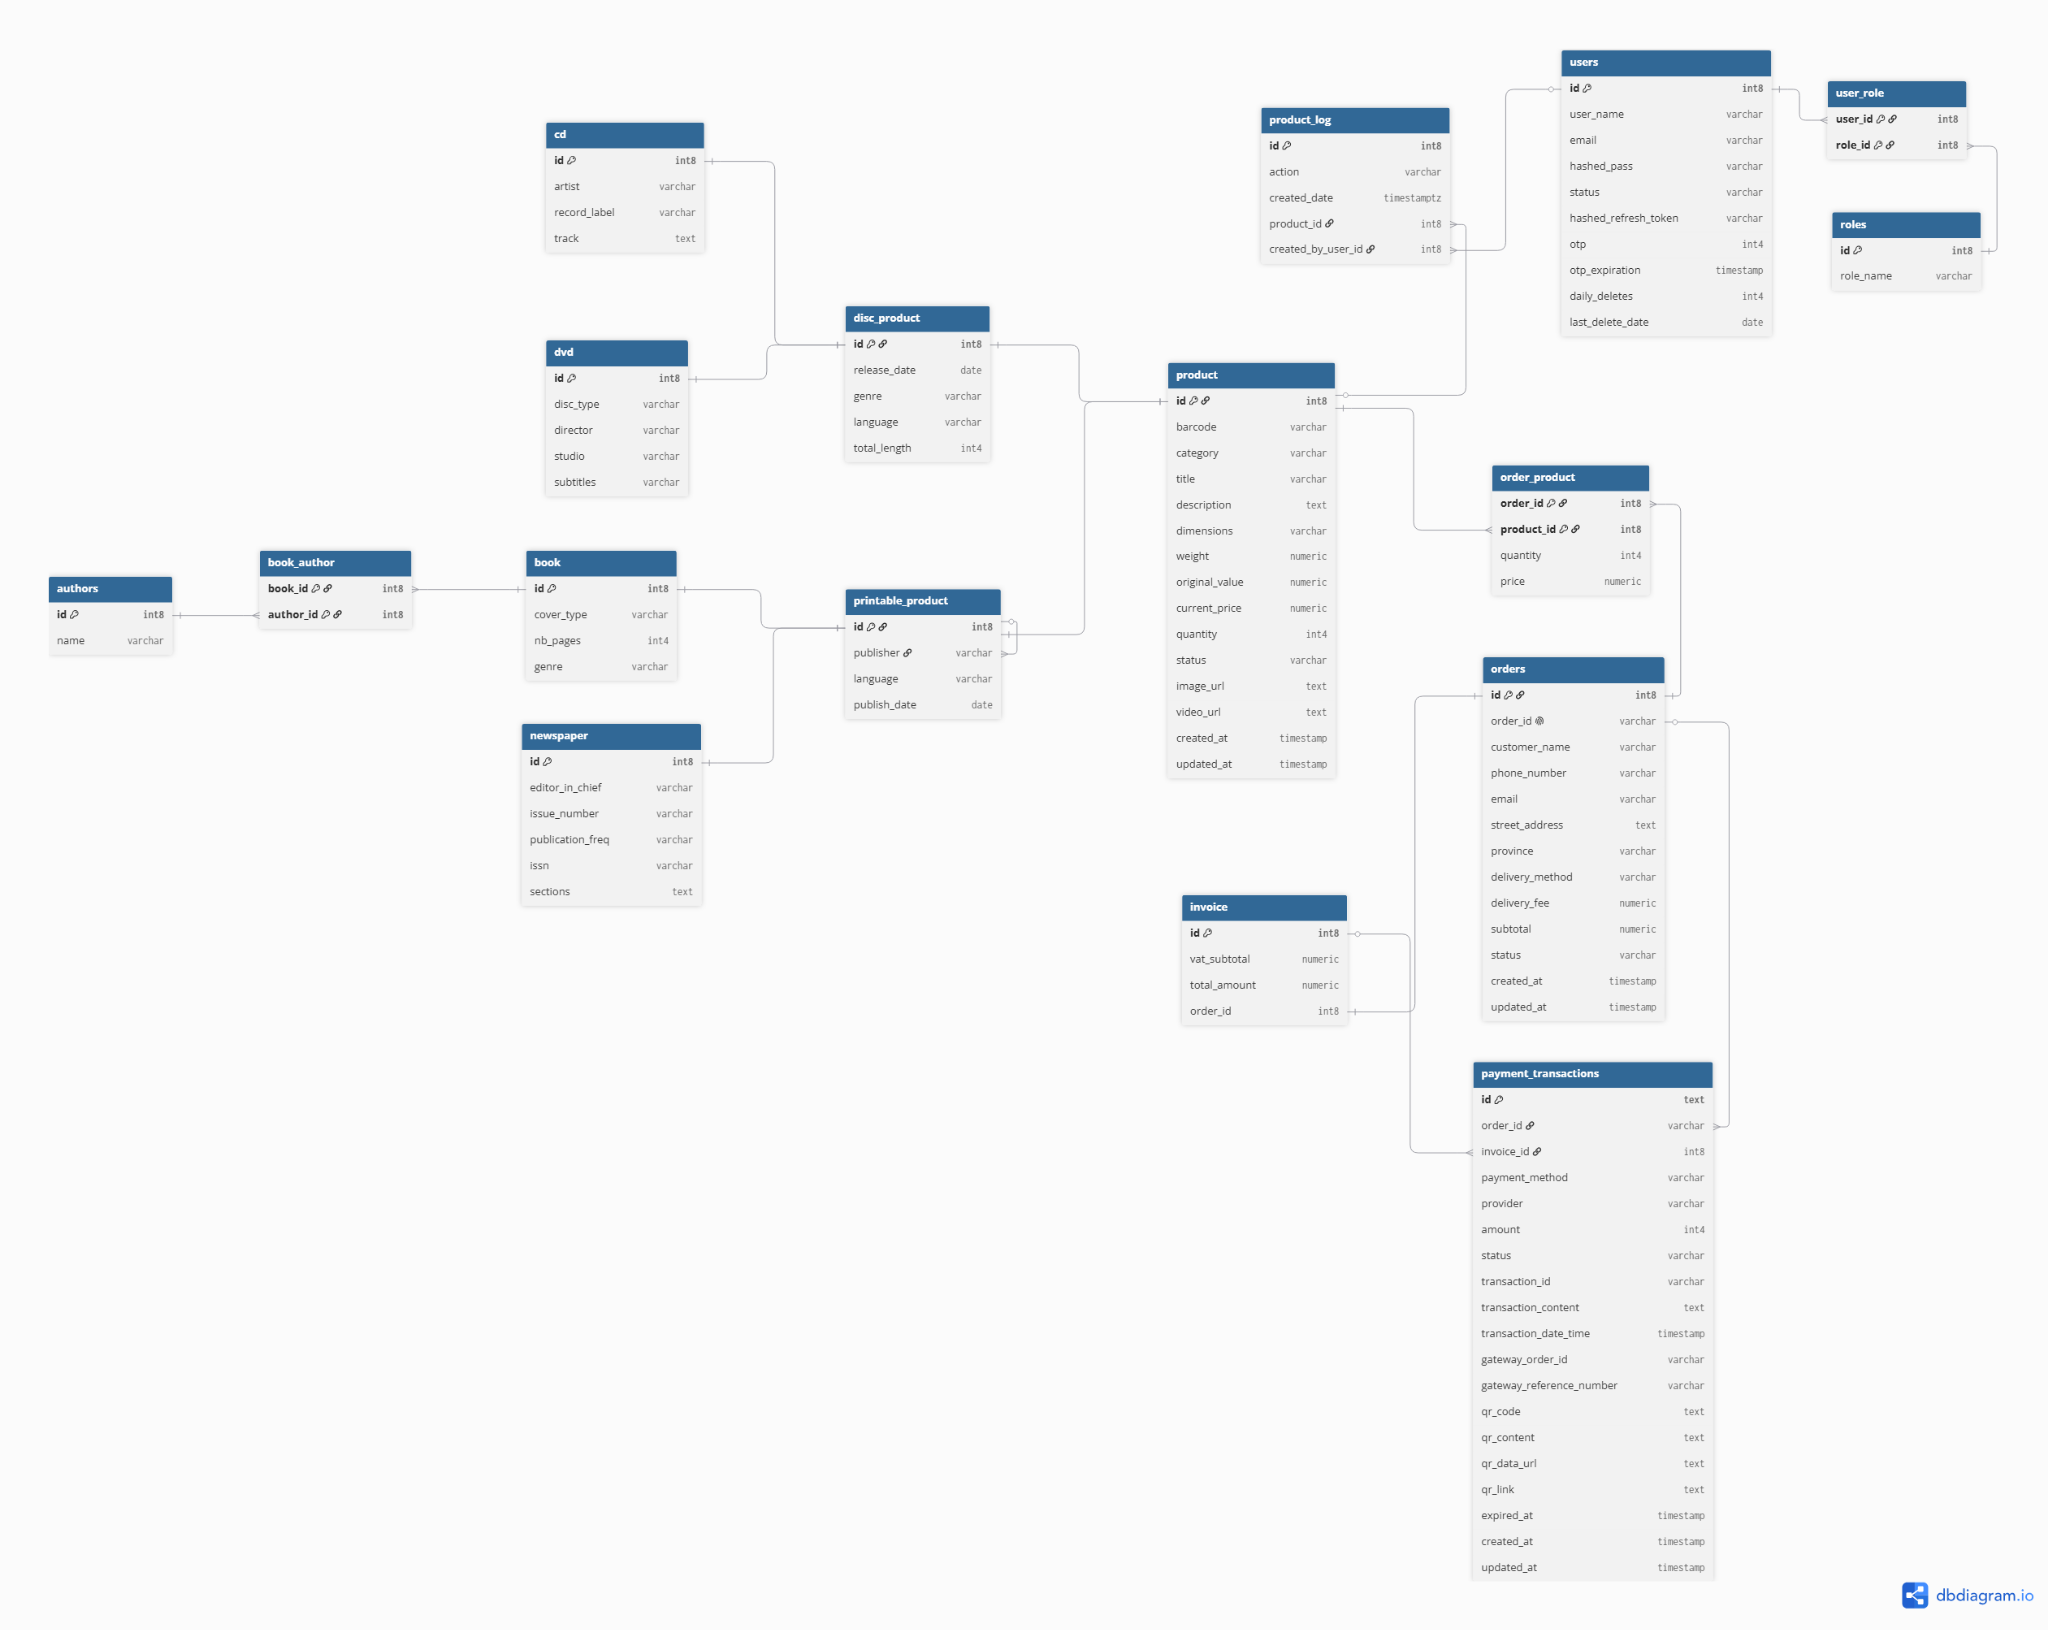 users
id int8
user_name varchar
email varchar
hashed_pass varchar
status varchar
hashed_refresh_token varchar
otp int4
otp_expiration timestamp
daily_deletes int4
last_delete_date date
user_role
user_id int8
role_id int8
roles
id int8
role_name varchar
product_log
id int8
action varchar
created_date timestamptz
product_id int8
created_by_user_id int8
cd
id int8
artist varchar
record_label varchar
track text
disc_product
id int8
release_date date
genre varchar
language varchar
total_length int4
dvd
id int8
disc_type varchar
director varchar
studio varchar
subtitles varchar
product
id int8
barcode varchar
category varchar
title varchar
description text
dimensions varchar
weight numeric
original_value numeric
current_price numeric
quantity int4
status varchar
image_url text
video_url text
created_at timestamp
updated_at timestamp
order_product
order_id int8
product_id int8
quantity int4
price numeric
authors
id int8
name varchar
book_author
book_id int8
author_id int8
book
id int8
cover_type varchar
nb_pages int4
genre varchar
printable_product
id int8
publisher varchar
language varchar
publish_date date
newspaper
id int8
editor_in_chief varchar
issue_number varchar
publication_freq varchar
issn varchar
sections text
orders
id int8
order_id varchar
customer_name varchar
phone_number varchar
email varchar
street_address text
province varchar
delivery_method varchar
delivery_fee numeric
subtotal numeric
status varchar
created_at timestamp
updated_at timestamp
invoice
id int8
vat_subtotal numeric
total_amount numeric
order_id int8
payment_transactions
id text
order_id varchar
invoice_id int8
payment_method varchar
provider varchar
amount int4
status varchar
transaction_id varchar
transaction_content text
transaction_date_time timestamp
gateway_order_id varchar
gateway_reference_number varchar
qr_code text
qr_content text
qr_data_url text
qr_link text
expired_at timestamp
created_at timestamp
updated_at timestamp
dbdiagram.io